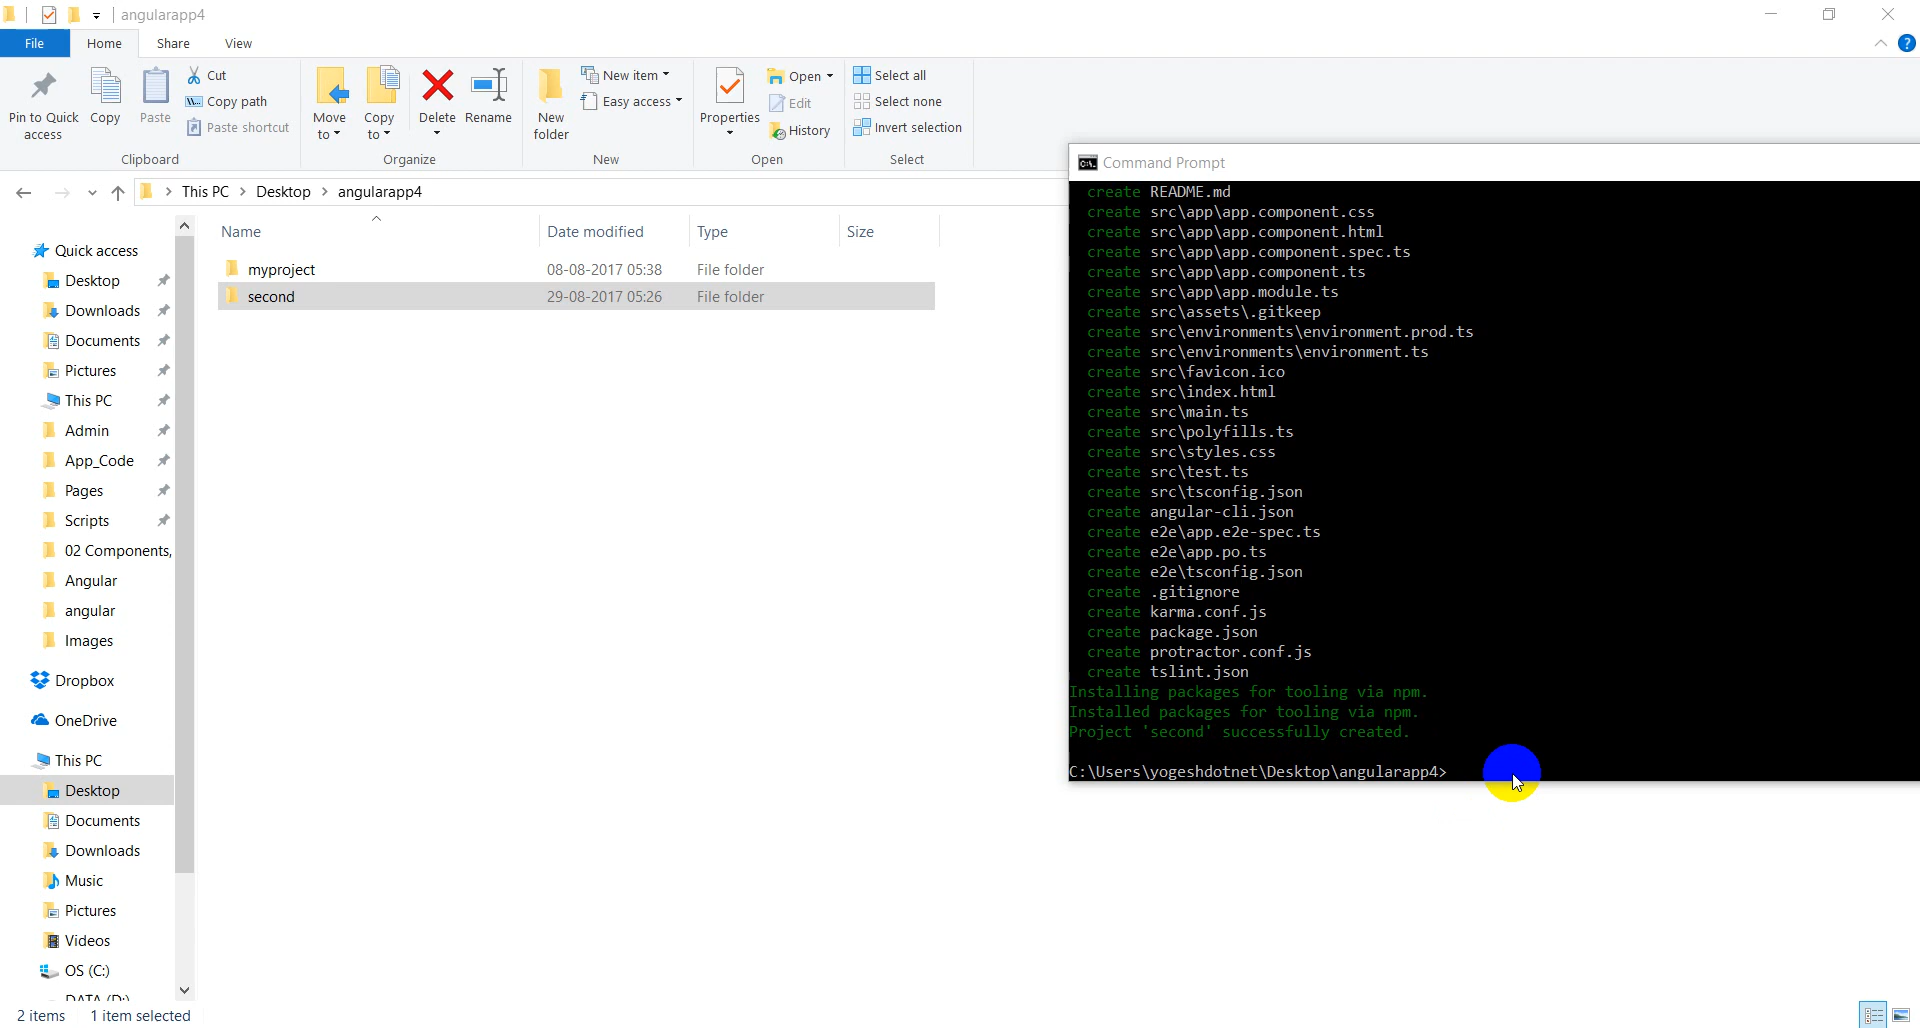 angularapp4
File Home Share View
Pin to Quick access
Copy
Paste
Cut
Copy path
Paste shortcut
Clipboard
Move to
Copy to
Delete
Rename
Organize
New folder
New item
Easy access
New
Properties
Open
Edit
History
Open
Select all
Select none
Invert selection
Select
This PC > Desktop > angularapp4
Name Date modified Type Size
myproject 08-08-2017 05:38 File folder
second 29-08-2017 05:26 File folder
Quick access
Desktop
Downloads
Documents
Pictures
This PC
Admin
App_Code
Pages
Scripts
02 Components,
Angular
angular
Images
Dropbox
OneDrive
This PC
Desktop
Documents
Downloads
Music
Pictures
Videos
OS (C:)
DATA (D:)
2 items 1 item selected
Command Prompt
create README.md
create src\app\app.component.css
create src\app\app.component.html
create src\app\app.component.spec.ts
create src\app\app.component.ts
create src\app\app.module.ts
create src\assets\.gitkeep
create src\environments\environment.prod.ts
create src\environments\environment.ts
create src\favicon.ico
create src\index.html
create src\main.ts
create src\polyfills.ts
create src\styles.css
create src\test.ts
create src\tsconfig.json
create angular-cli.json
create e2e\app.e2e-spec.ts
create e2e\app.po.ts
create e2e\tsconfig.json
create .gitignore
create karma.conf.js
create package.json
create protractor.conf.js
create tslint.json
Installing packages for tooling via npm.
Installed packages for tooling via npm.
Project 'second' successfully created.
C:\Users\yogeshdotnet\Desktop\angularapp4>